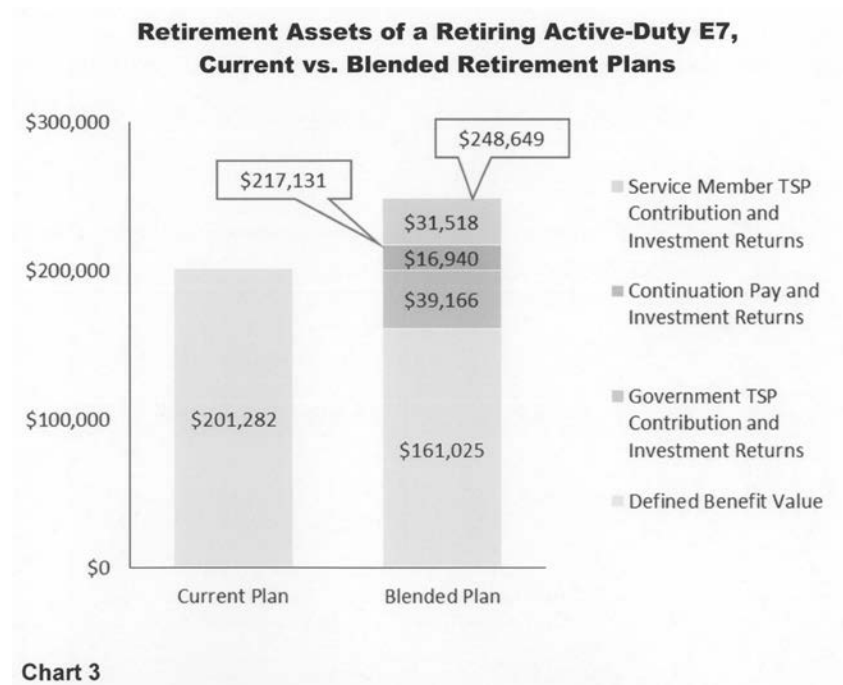 Retirement Assets of a Retiring Active-Duty E7,
Current vs. Blended Retirement Plans
$300,000
$248,649
$217,131
$31,518
Service Member TSP
Contribution and
Investment Returns
$200,000
$16,940
$39,166
Continuation Pay and
Investment Returns
$100,000
$201,282
$161,025
Government TSP
Contribution and
Investment Returns
Defined Benefit Value
$0
Current Plan
Blended Plan
Chart 3